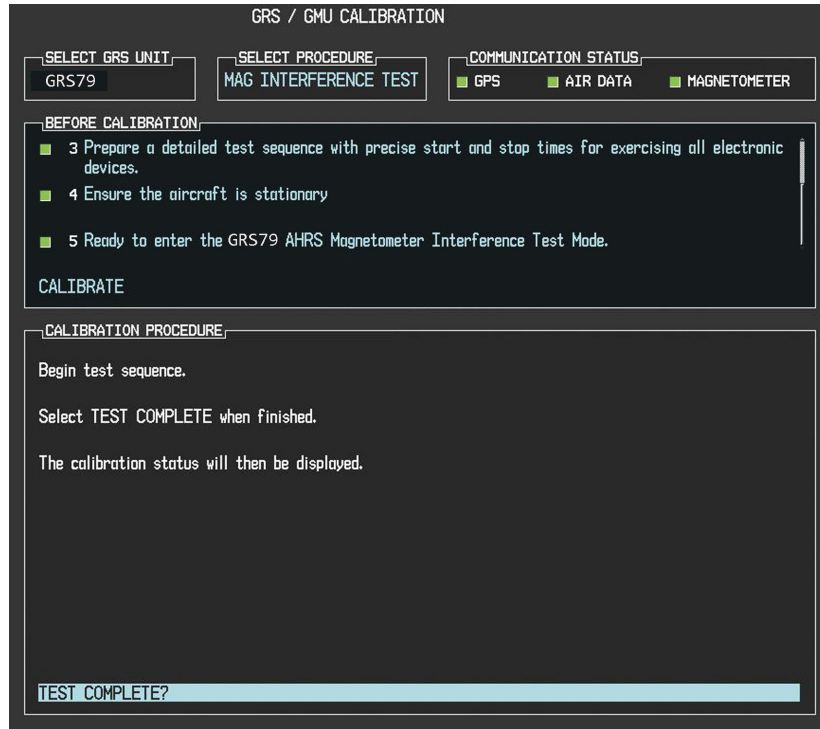 GRS / GMU CALIBRATION
SELECT GRS UNIT
GRS79
SELECT PROCEDURE
MAG INTERFERENCE TEST
COMMUNICATION STATUS
GPS AIR DATA MAGNETOMETER
BEFORE CALIBRATION
3 Prepare a detailed test sequence with precise start and stop times for exercising all electronic
devices.
4 Ensure the aircraft is stationary
5 Ready to enter the GRS79 AHRS Magnetometer Interference Test Mode.
CALIBRATE
CALIBRATION PROCEDURE
Begin test sequence.
Select TEST COMPLETE when finished.
The calibration status will then be displayed.
TEST COMPLETE?